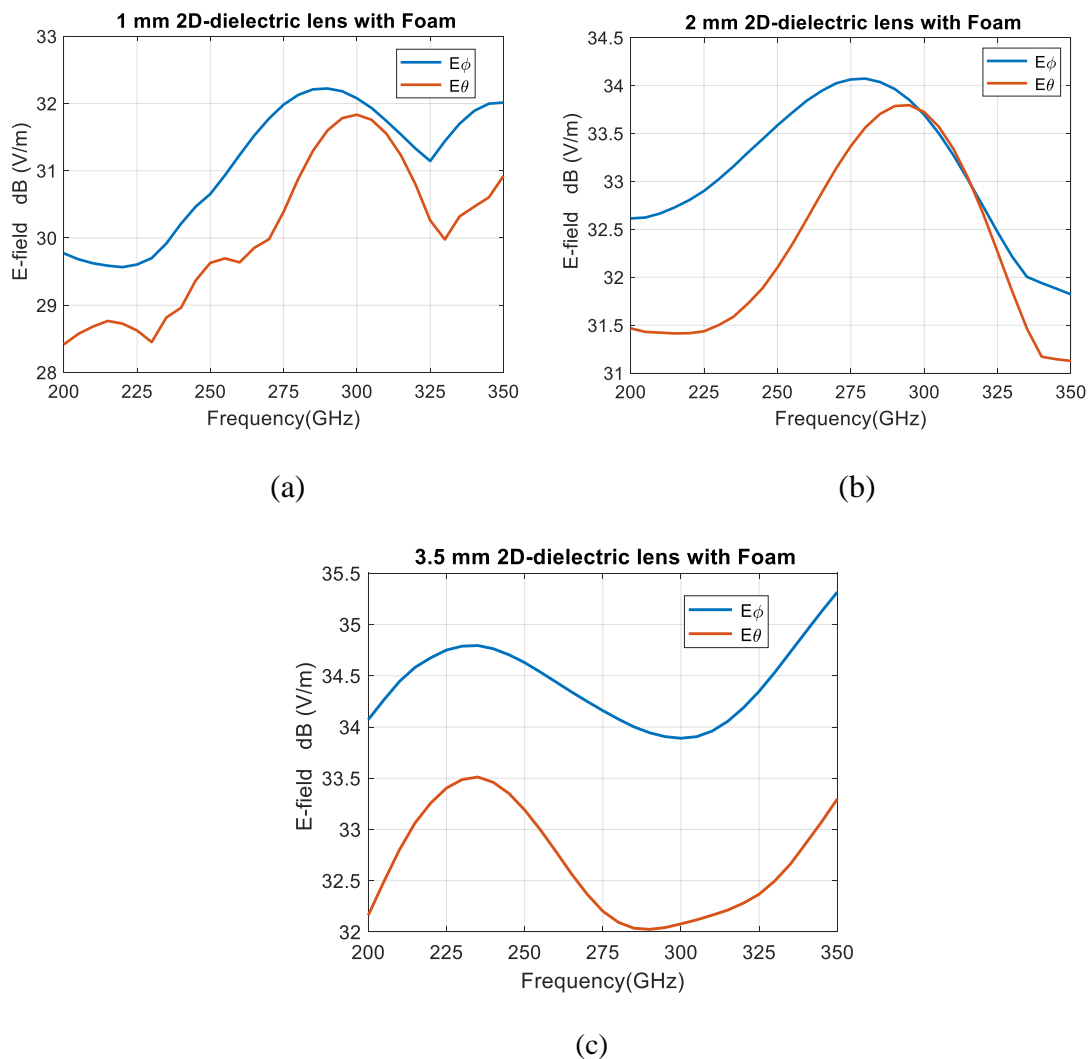 1 mm 2D-dielectric lens with Foam
33
32
31
30
29
28
E-field dB (V/m)
Eϕ
Eθ
200 225 250 275 300 325 350
Frequency(GHz)
(a)
2 mm 2D-dielectric lens with Foam
34.5
34
33.5
33
32.5
32
31.5
31
E-field dB (V/m)
Eϕ
Eθ
200 225 250 275 300 325 350
Frequency(GHz)
(b)
3.5 mm 2D-dielectric lens with Foam
35.5
35
34.5
34
33.5
33
32.5
32
E-field dB (V/m)
Eϕ
Eθ
200 225 250 275 300 325 350
Frequency(GHz)
(c)